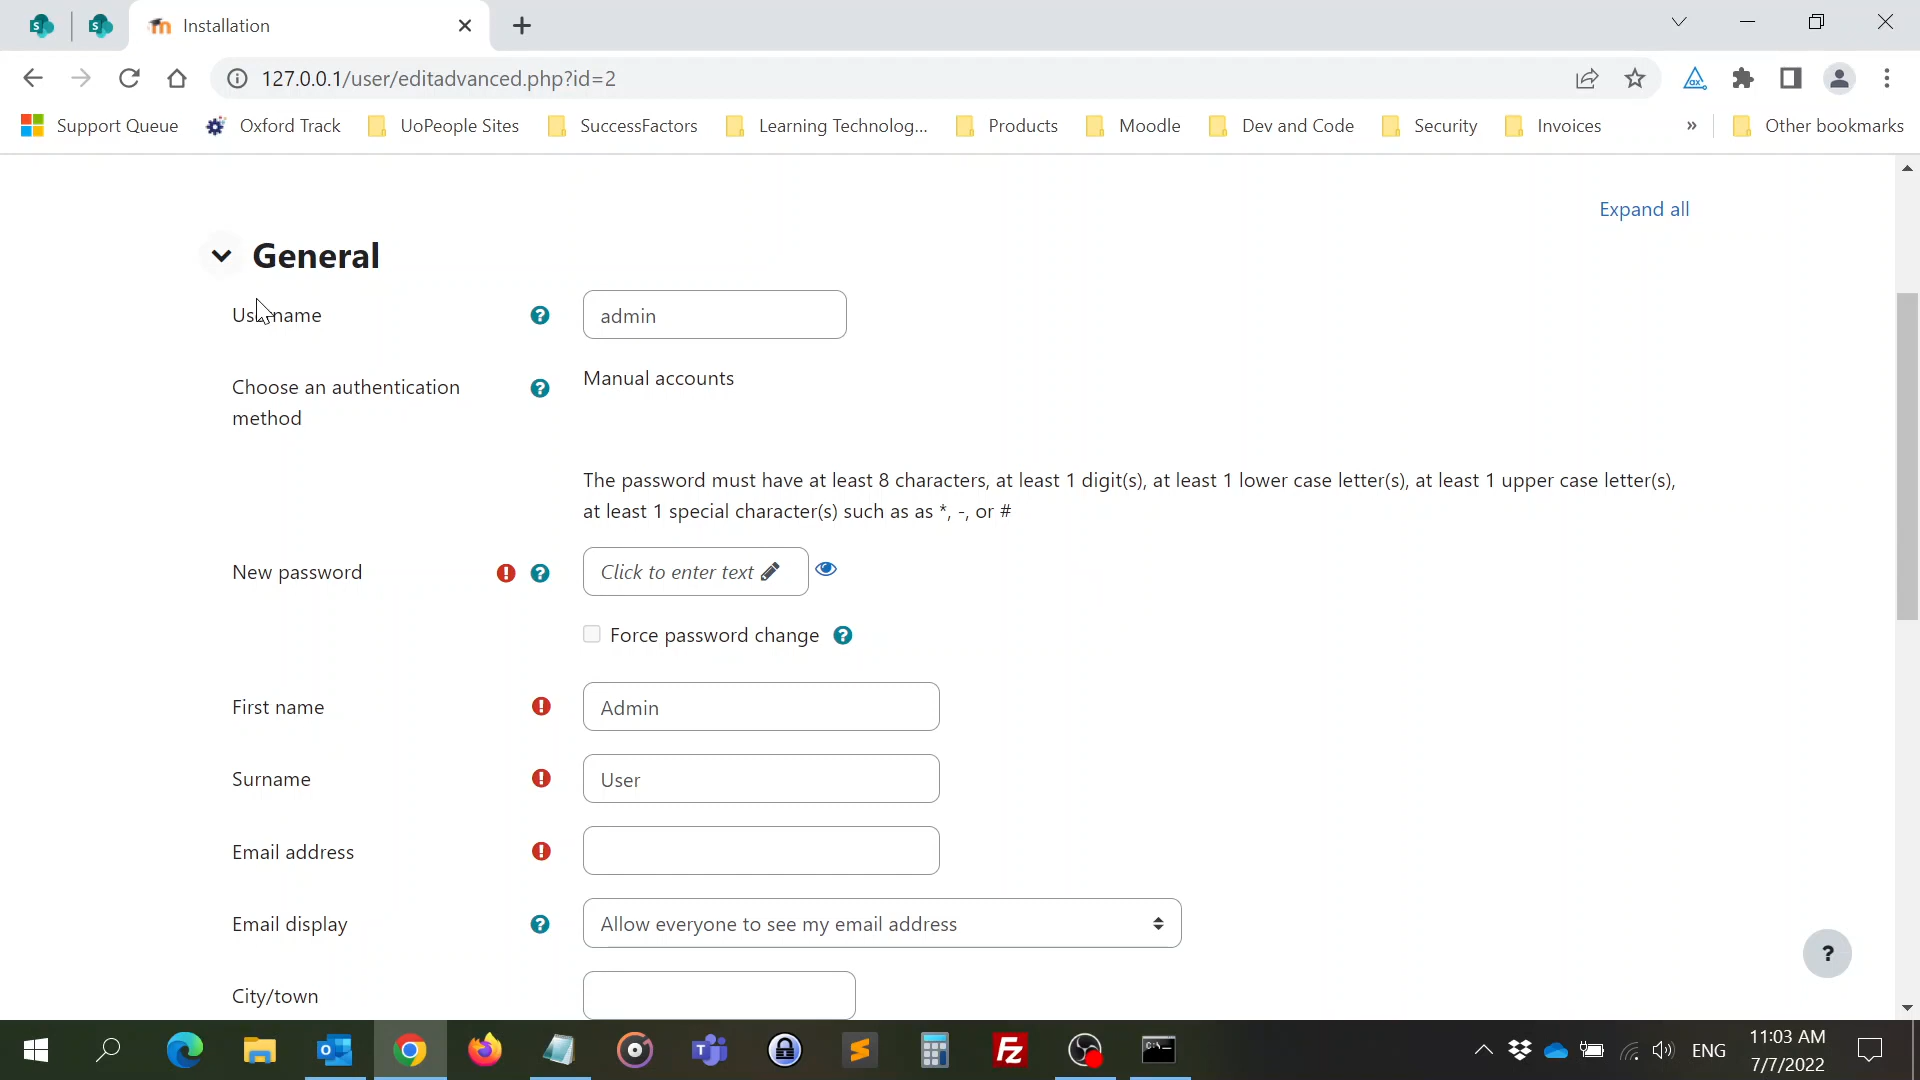 Installation
127.0.0.1/user/editadvanced.php?id=2
Support Queue Oxford Track UoPeople Sites SuccessFactors Learning Technolog... Products Moodle Dev and Code Security Invoices » Other bookmarks
Expand all
General
Username ? admin
Choose an authentication ? Manual accounts
method
The password must have at least 8 characters, at least 1 digit(s), at least 1 lower case letter(s), at least 1 upper case letter(s),
at least 1 special character(s) such as as *, -, or #
New password ! ? Click to enter text
Force password change ?
First name ! Admin
Surname ! User
Email address !
Email display ? Allow everyone to see my email address
?
City/town
11:03 AM
ENG
7/7/2022